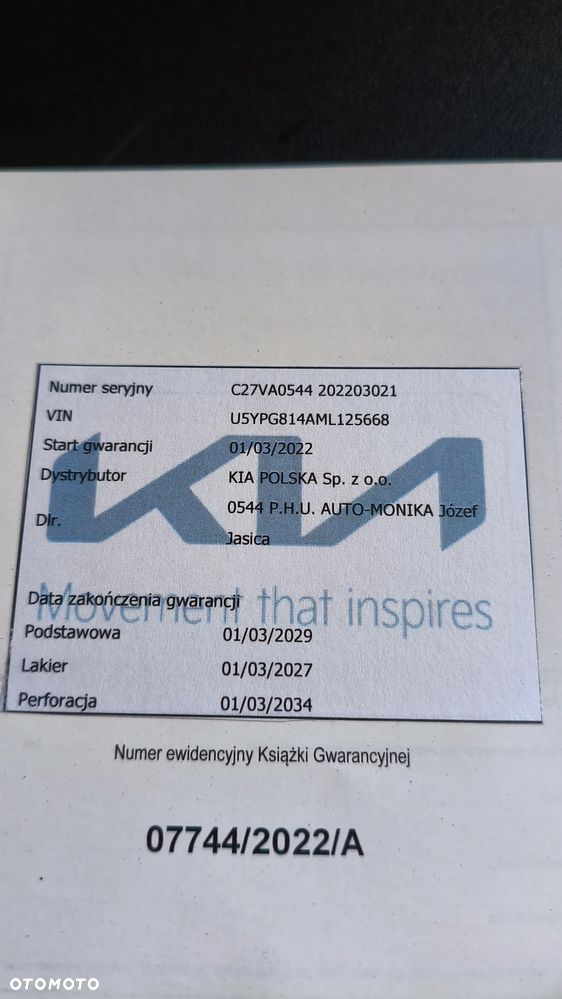 Numer seryjny C27VA0544 202203021
VIN U5YPG814AML125668
Start gwarancji 01/03/2022
Dystrybutor KIA POLSKA Sp. z o.o.
Dlr. 0544 P.H.U. AUTO-MONIKA Józef
Jasica
KIA
Movement that inspires
Data zakończenia gwarancji
Podstawowa 01/03/2029
Lakier 01/03/2027
Perforacja 01/03/2034
Numer ewidencyjny Książki Gwarancyjnej
07744/2022/A
OTOMOTO